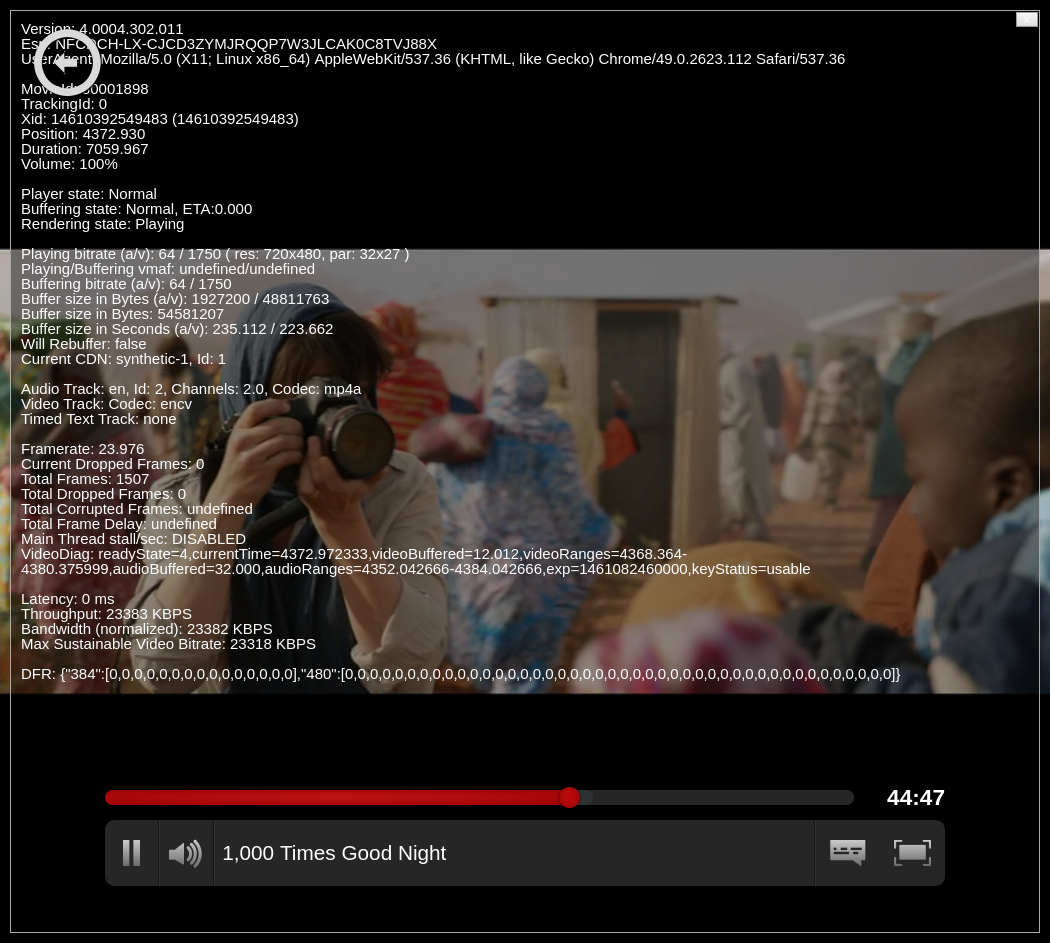 Version: 4.0004.302.011
Esn: NFCDCH-LX-CJCD3ZYMJRQQP7W3JLCAK0C8TVJ88X
UserAgent: Mozilla/5.0 (X11; Linux x86_64) AppleWebKit/537.36 (KHTML, like Gecko) Chrome/49.0.2623.112 Safari/537.36
MovieId: 80001898
TrackingId: 0
Xid: 14610392549483 (14610392549483)
Position: 4372.930
Duration: 7059.967
Volume: 100%
Player state: Normal
Buffering state: Normal, ETA:0.000
Rendering state: Playing
Playing bitrate (a/v): 64 / 1750 ( res: 720x480, par: 32x27 )
Playing/Buffering vmaf: undefined/undefined
Buffering bitrate (a/v): 64 / 1750
Buffer size in Bytes (a/v): 1927200 / 48811763
Buffer size in Bytes: 54581207
Buffer size in Seconds (a/v): 235.112 / 223.662
Will Rebuffer: false
Current CDN: synthetic-1, Id: 1
Audio Track: en, Id: 2, Channels: 2.0, Codec: mp4a
Video Track: Codec: encv
Timed Text Track: none
Framerate: 23.976
Current Dropped Frames: 0
Total Frames: 1507
Total Dropped Frames: 0
Total Corrupted Frames: undefined
Total Frame Delay: undefined
Main Thread stall/sec: DISABLED
VideoDiag: readyState=4,currentTime=4372.972333,videoBuffered=12.012,videoRanges=4368.364-
4380.375999,audioBuffered=32.000,audioRanges=4352.042666-4384.042666,exp=1461082460000,keyStatus=usable
Latency: 0 ms
Throughput: 23383 KBPS
Bandwidth (normalized): 23382 KBPS
Max Sustainable Video Bitrate: 23318 KBPS
DFR: {"384":[0,0,0,0,0,0,0,0,0,0,0,0,0,0,0],"480":[0,0,0,0,0,0,0,0,0,0,0,0,0,0,0,0,0,0,0,0,0,0,0,0,0,0,0,0,0,0,0,0,0,0,0,0,0,0,0,0,0,0,0,0]}
44:47
1,000 Times Good Night